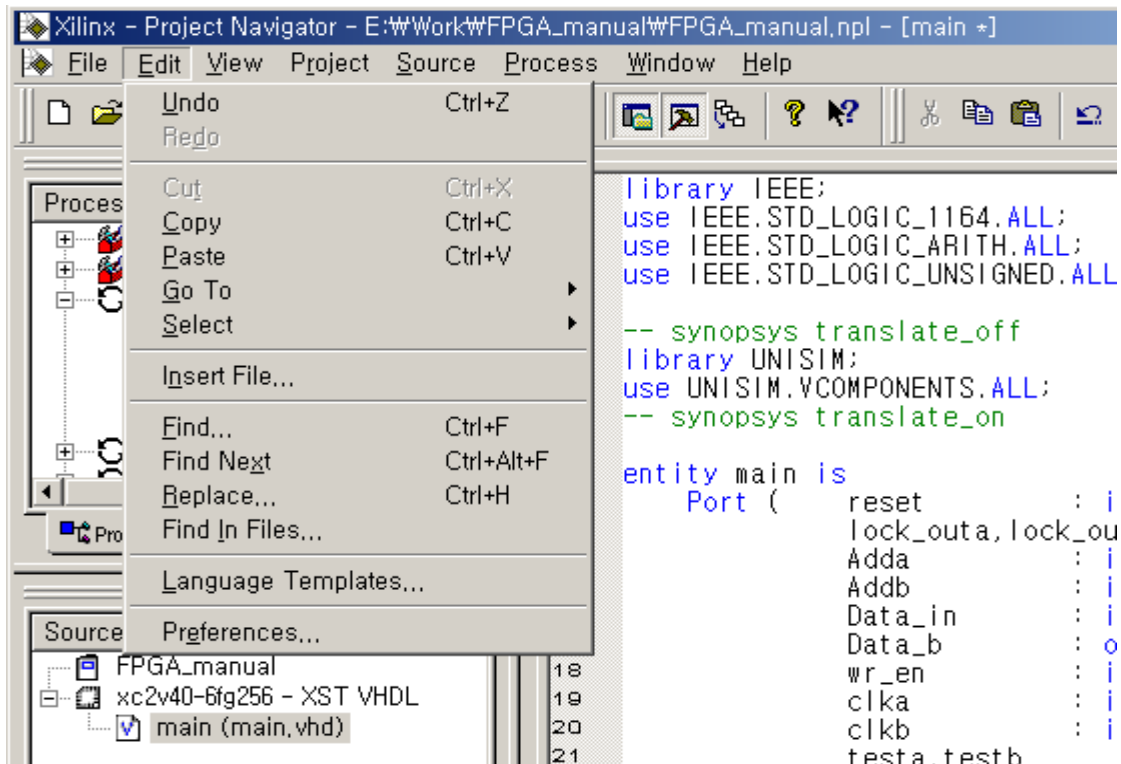 Xilinx - Project Navigator - E:₩Work₩FPGA_manual₩FPGA_manual.npl - [main *]
File Edit View Project Source Process Window Help
Undo Ctrl+Z
Redo
Cut Ctrl+X
Copy Ctrl+C
Paste Ctrl+V
Go To
Select
Insert File...
Find... Ctrl+F
Find Next Ctrl+Alt+F
Replace... Ctrl+H
Find In Files...
Language Templates...
Preferences...
Proces
Pro
Source
FPGA_manual
xc2v40-6fg256 - XST VHDL
main (main.vhd)
library IEEE;
use IEEE.STD_LOGIC_1164.ALL;
use IEEE.STD_LOGIC_ARITH.ALL;
use IEEE.STD_LOGIC_UNSIGNED.ALL
-- synopsys translate_off
library UNISIM;
use UNISIM.VCOMPONENTS.ALL;
-- synopsys translate_on
entity main is
Port ( reset : i
lock_outa,lock_ou
Adda : i
Addb : i
Data_in : i
Data_b : o
18 wr_en : i
19 clka : i
20 clkb : i
21 testa,testb